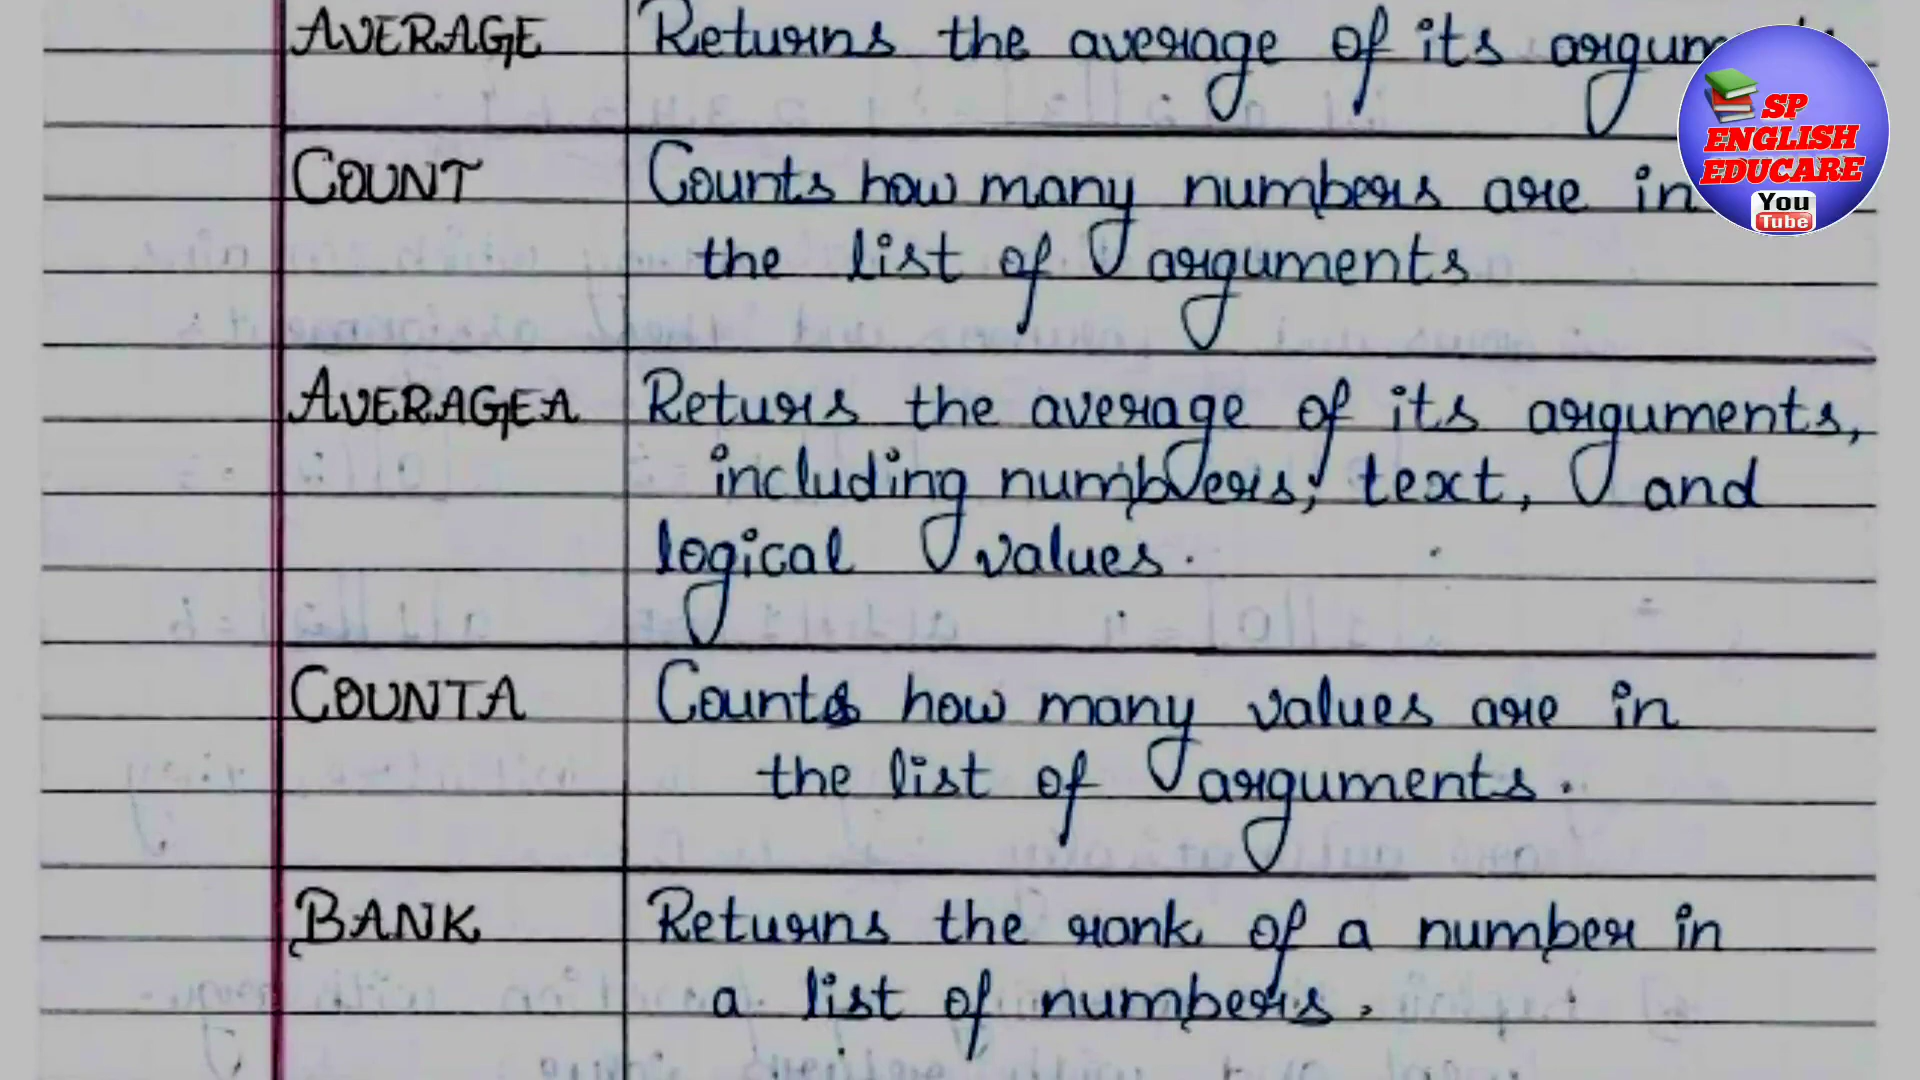 AVERAGE Returns the average of its
COUNT Counts how many numbers are in
the list of arguments
AVERAGEA Returs the average of its arguments,
including numbers, text, and
logical values.
COUNTA Counts how many values are in
the list of arguments.
BANK Returns the rank of a number in
a list of numbers.
SP
ENGLISH
EDUCARE
You
Tube